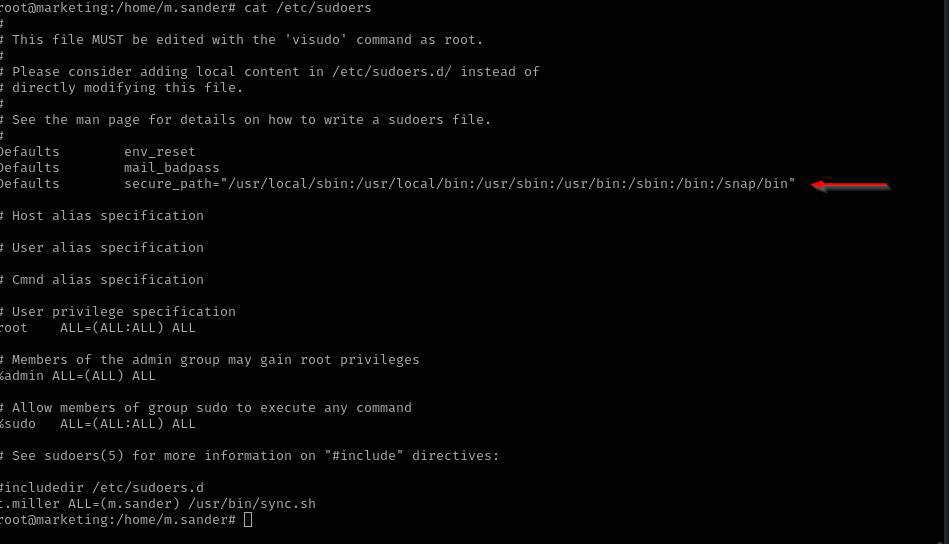 root@marketing:/home/m.sander# cat /etc/sudoers
#
# This file MUST be edited with the 'visudo' command as root.
#
# Please consider adding local content in /etc/sudoers.d/ instead of
# directly modifying this file.
#
# See the man page for details on how to write a sudoers file.
#
Defaults        env_reset
Defaults        mail_badpass
Defaults        secure_path="/usr/local/sbin:/usr/local/bin:/usr/sbin:/usr/bin:/sbin:/bin:/snap/bin"
# Host alias specification
# User alias specification
# Cmnd alias specification
# User privilege specification
root    ALL=(ALL:ALL) ALL
# Members of the admin group may gain root privileges
%admin ALL=(ALL) ALL
# Allow members of group sudo to execute any command
%sudo   ALL=(ALL:ALL) ALL
# See sudoers(5) for more information on "#include" directives:
#includedir /etc/sudoers.d
t.miller ALL=(m.sander) /usr/bin/sync.sh
root@marketing:/home/m.sander#